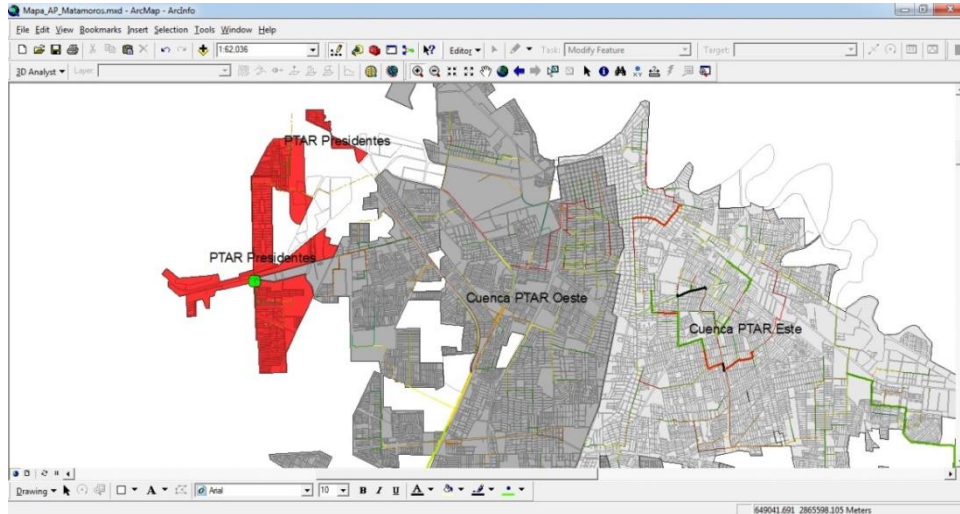 Mapa_AP_Matamoros.mxd - ArcMap - ArcInfo
File Edit View Bookmarks Insert Selection Tools Window Help
1:62,036 Editor Task: Modify Feature Target:
3D Analyst Layer:
PTAR Presidentes
PTAR Presidentes
Cuenca PTAR Oeste
Cuenca PTAR Este
Drawing A Arial 10 B I U A
649041.691 2865598.105 Meters